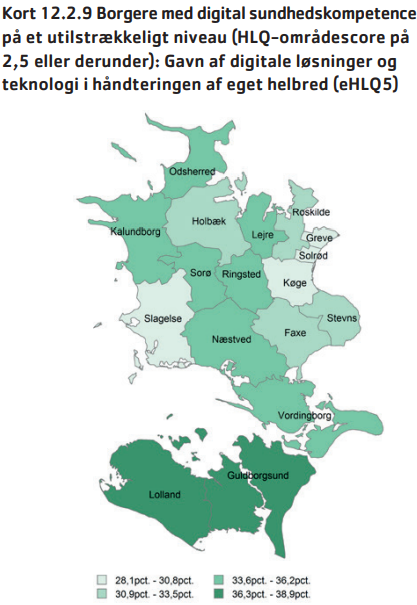 Kort 12.2.9 Borgere med digital sundhedskompetence
på et utilstrækkeligt niveau (HLQ-områdescore på
2,5 eller derunder): Gavn af digitale løsninger og
teknologi i håndteringen af eget helbred (eHLQ5)
Odsherred
Roskilde
Holbæk
Kalundborg
Lejre
Greve
Solrød
Sorø
Ringsted
Køge
Slagelse
Stevns
Næstved
Faxe
Vordingborg
Guldborgsund
Lolland
28,1pct. - 30,8pct.
33,6pct. - 36,2pct.
30,9pct. - 33,5pct.
36,3pct. - 38,9pct.